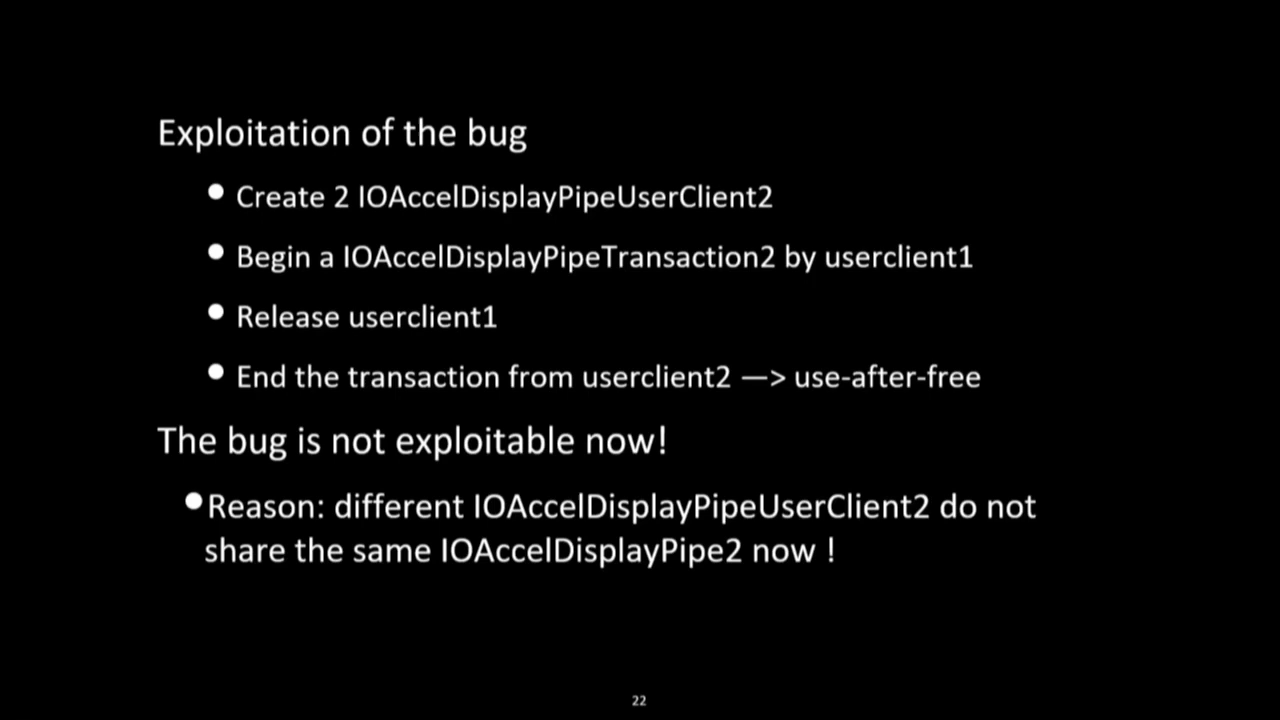 Exploitation of the bug
• Create 2 IOAccelDisplayPipeUserClient2
• Begin a IOAccelDisplayPipeTransaction2 by userclient1
• Release userclient1
• End the transaction from userclient2 —> use-after-free
The bug is not exploitable now!
•Reason: different IOAccelDisplayPipeUserClient2 do not
share the same IOAccelDisplayPipe2 now !
22